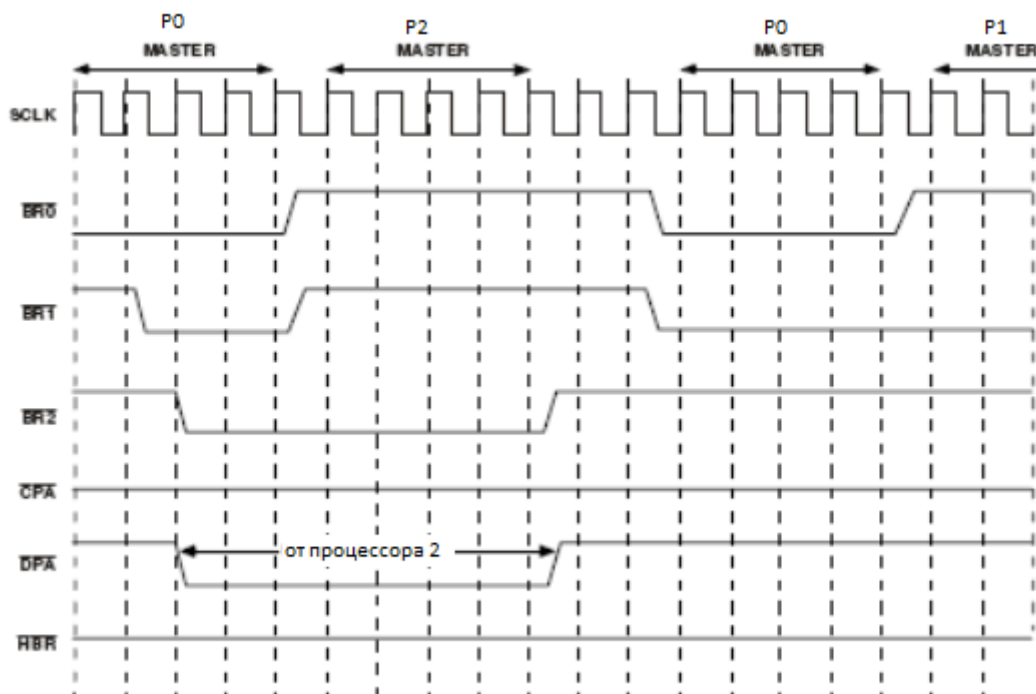 P0 P2 P0 P1
MASTER MASTER MASTER MASTER
SCLK
BR0
BR1
BR2
CPA
DPA
от процессора 2
HBR